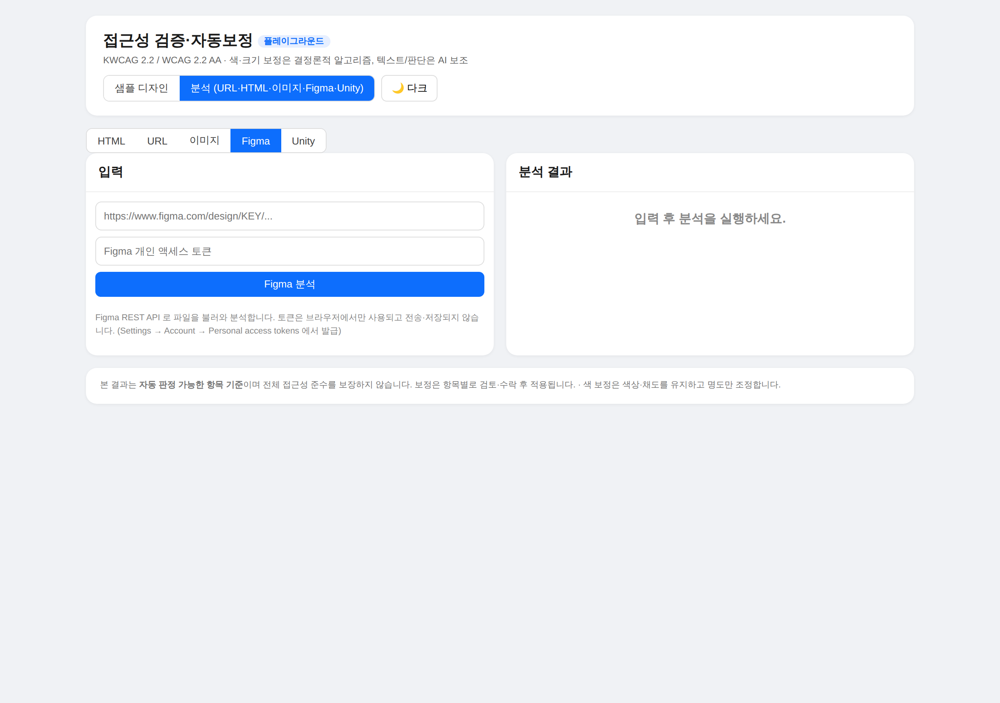 접근성 검증·자동보정 플레이그라운드
KWCAG 2.2 / WCAG 2.2 AA · 색·크기 보정은 결정론적 알고리즘, 텍스트/판단은 AI 보조
샘플 디자인 분석 (URL·HTML·이미지·Figma·Unity) 🌙 다크
HTML URL 이미지 Figma Unity
입력
https://www.figma.com/design/KEY/...
Figma 개인 액세스 토큰
Figma 분석
Figma REST API 로 파일을 불러와 분석합니다. 토큰은 브라우저에서만 사용되고 전송·저장되지 않습
니다. (Settings → Account → Personal access tokens 에서 발급)
분석 결과
입력 후 분석을 실행하세요.
본 결과는 자동 판정 가능한 항목 기준이며 전체 접근성 준수를 보장하지 않습니다. 보정은 항목별로 검토·수락 후 적용됩니다. · 색 보정은 색상·채도를 유지하고 명도만 조정합니다.